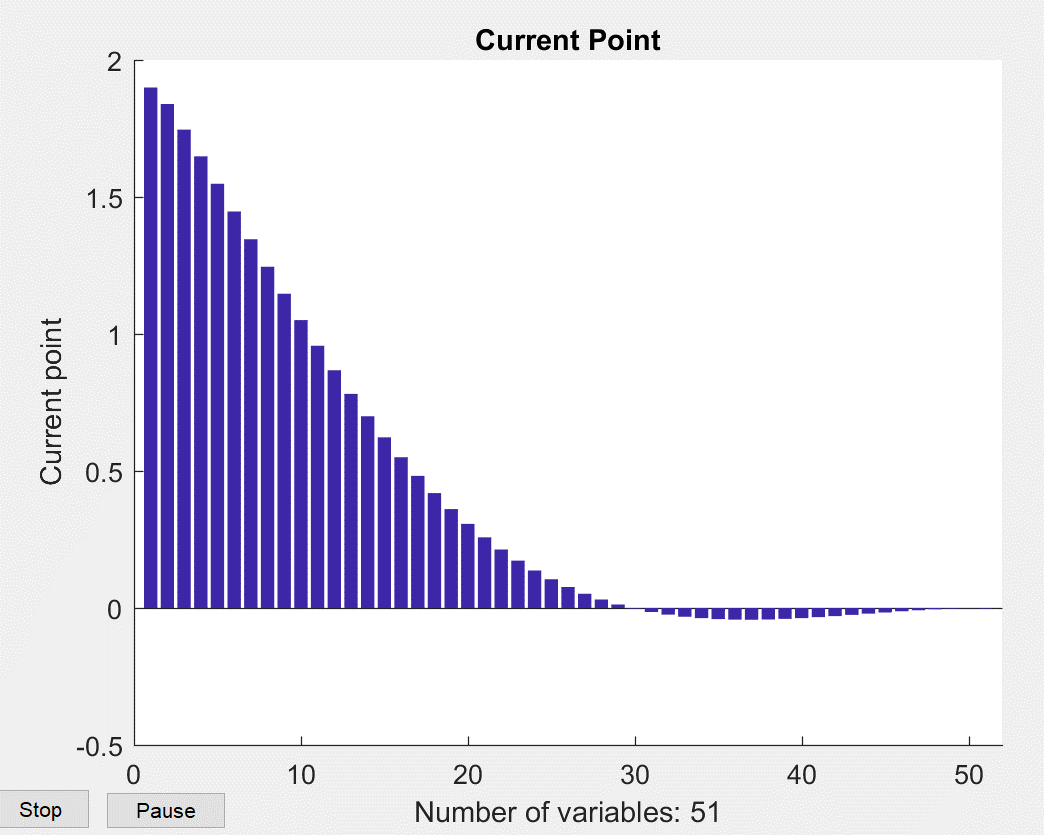 Current Point
2
1.5
1
0.5
0
-0.5
Current point
0 10 20 30 40 50
Number of variables: 51
Stop Pause